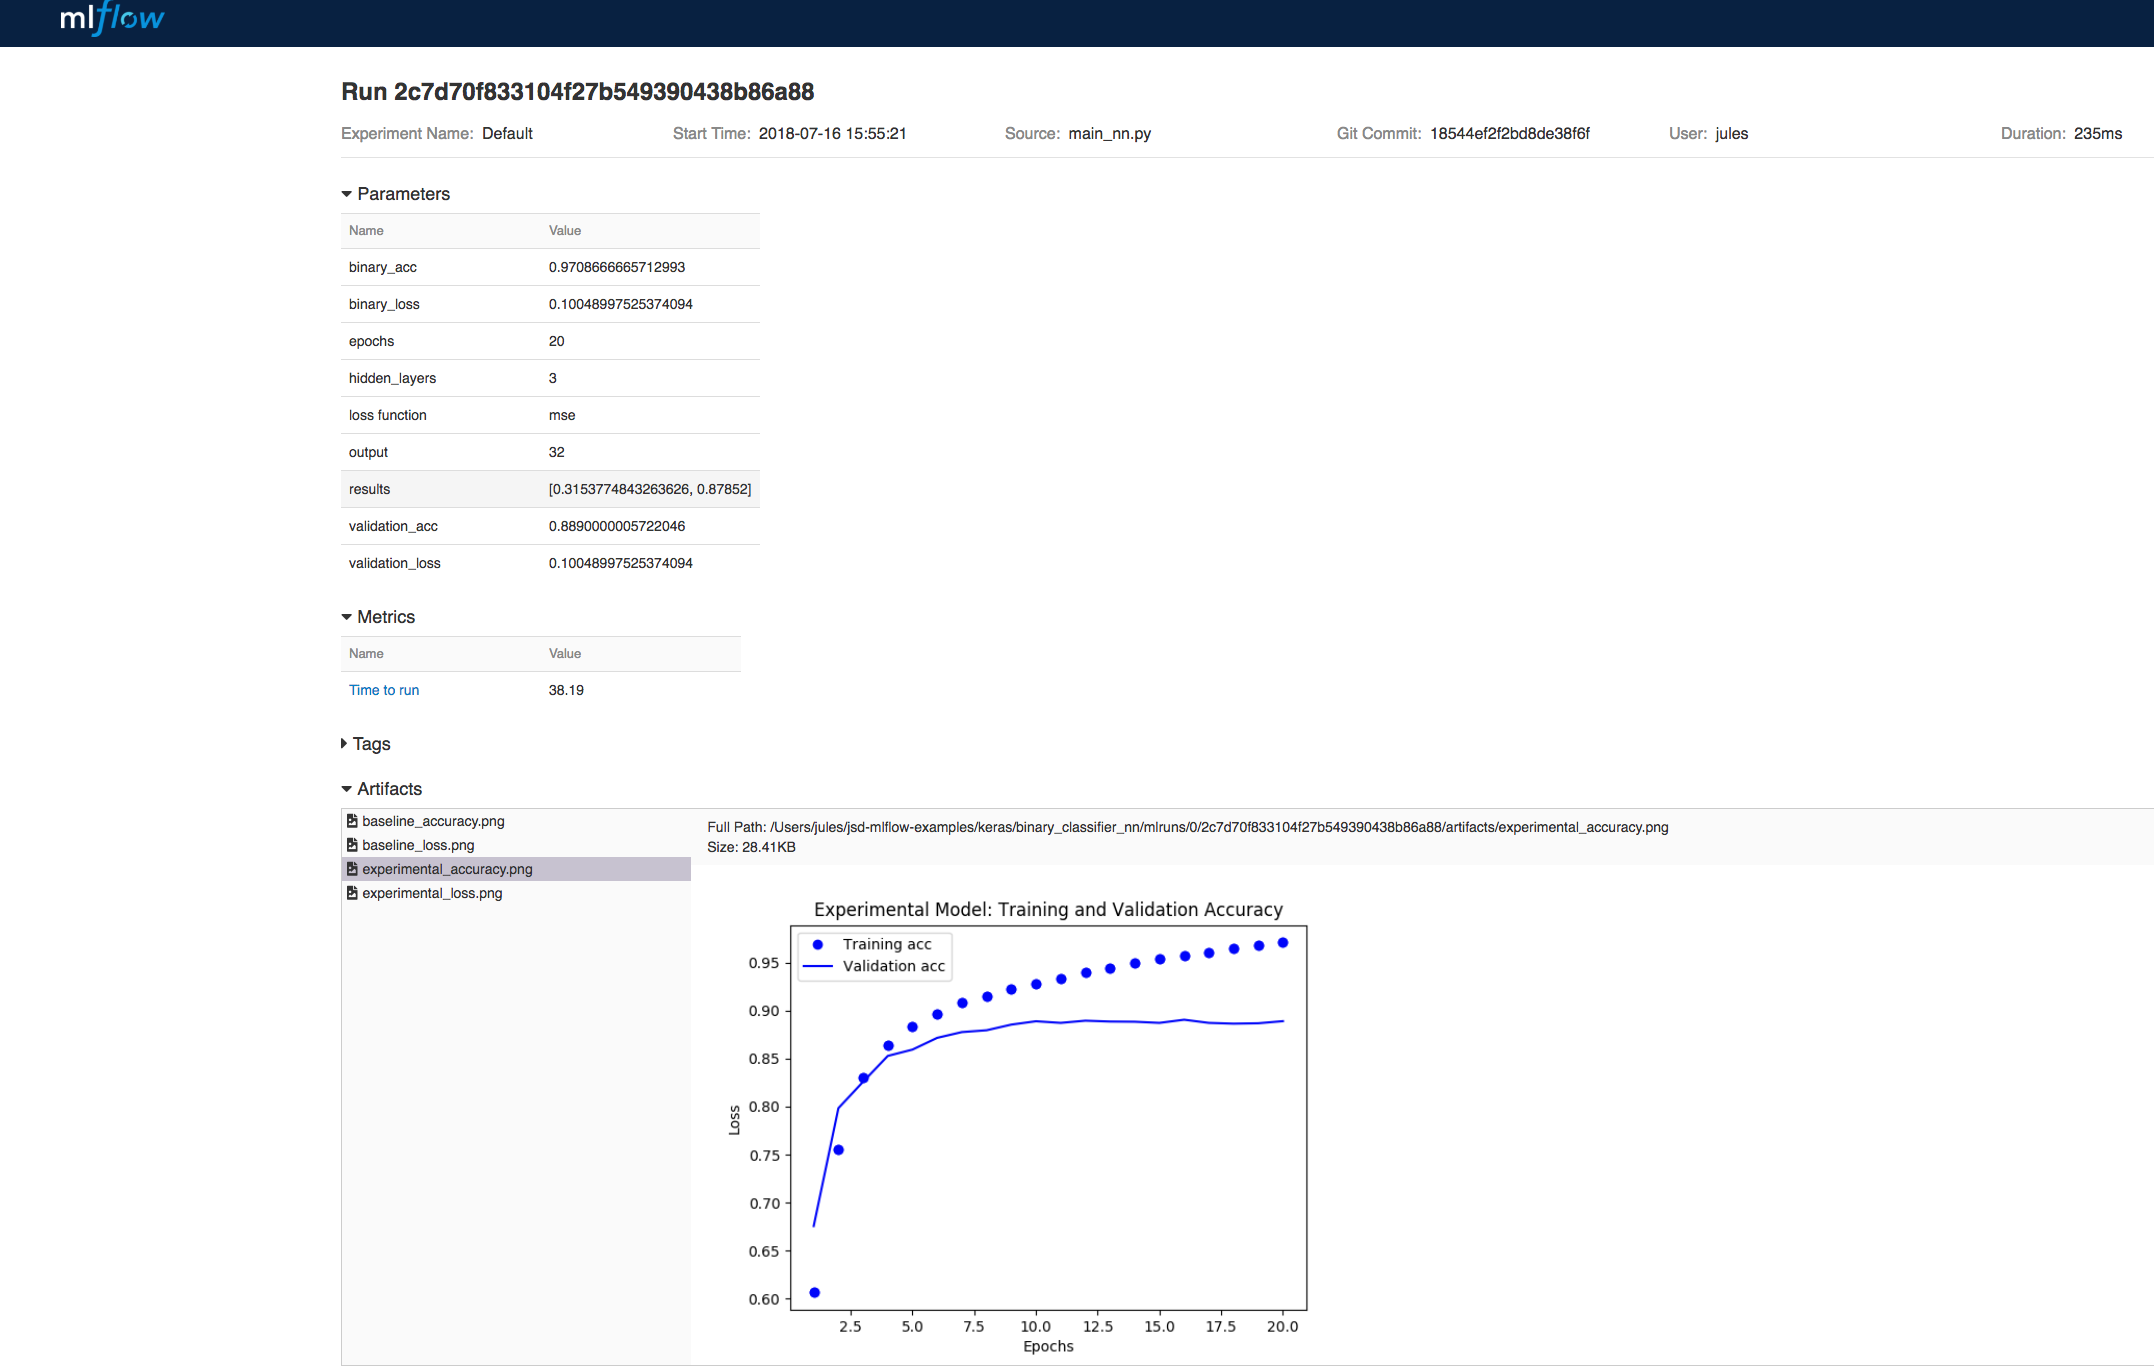 mlflow
Run 2c7d70f833104f27b549390438b86a88
Experiment Name: Default Start Time: 2018-07-16 15:55:21 Source: main_nn.py Git Commit: 18544ef2f2bd8de38f6f User: jules Duration: 235ms
Parameters
Name Value
binary_acc 0.9708666665712993
binary_loss 0.10048997525374094
epochs 20
hidden_layers 3
loss function mse
output 32
results [0.3153774843263626, 0.87852]
validation_acc 0.8890000005722046
validation_loss 0.10048997525374094
Metrics
Name Value
Time to run 38.19
Tags
Artifacts
baseline_accuracy.png
baseline_loss.png
experimental_accuracy.png
experimental_loss.png
Full Path: /Users/jules/jsd-mlflow-examples/keras/binary_classifier_nn/mlruns/0/2c7d70f833104f27b549390438b86a88/artifacts/experimental_accuracy.png
Size: 28.41KB
Experimental Model: Training and Validation Accuracy
Training acc
Validation acc
0.95
0.90
0.85
0.80
0.75
0.70
0.65
0.60
Loss
2.5 5.0 7.5 10.0 12.5 15.0 17.5 20.0
Epochs